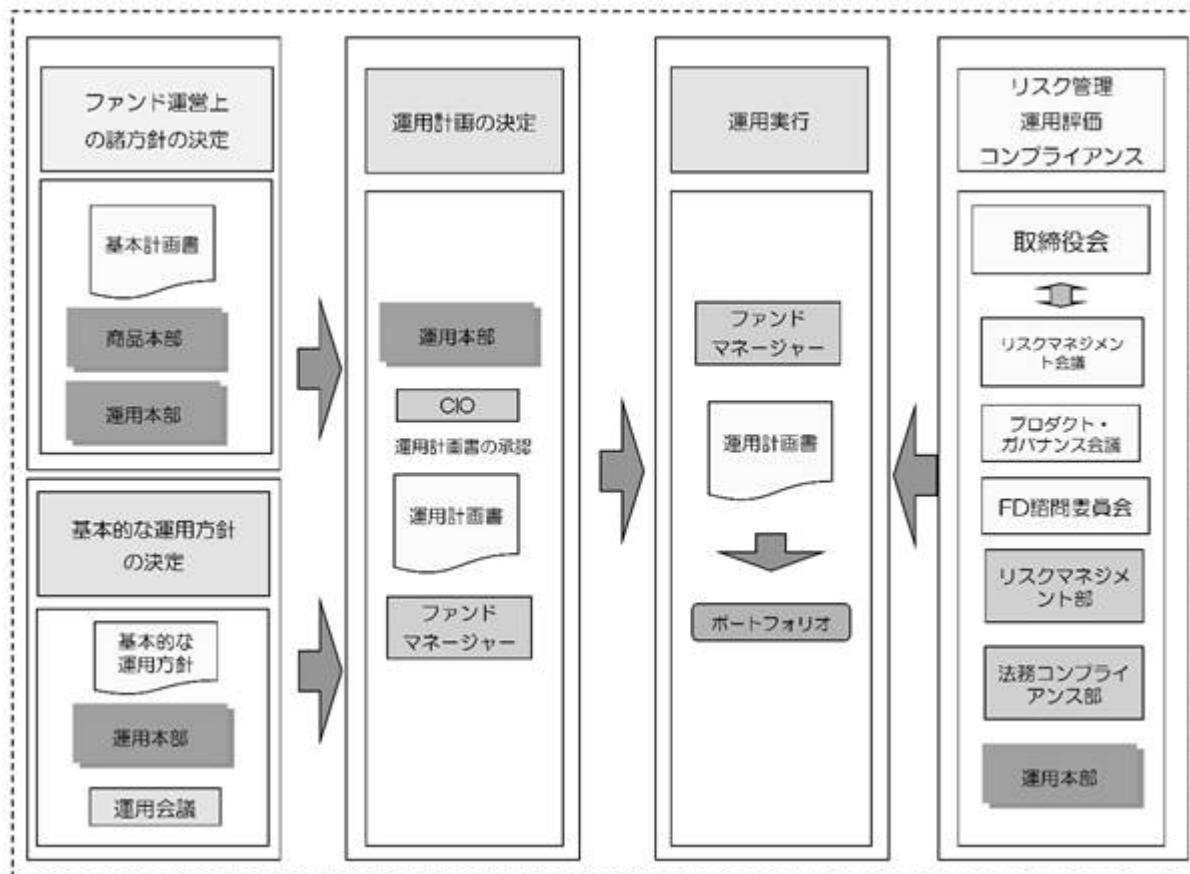 ファンド運営上
の諸方針の決定
基本計画書
商品本部
運用本部
基本的な運用方針
の決定
基本的な
運用方針
運用本部
運用会議
運用計画の決定
運用本部
CIO
運用計画書の承認
運用計画書
ファンド
マネージャー
運用実行
ファンド
マネージャー
運用計画書
ポートフォリオ
リスク管理
運用評価
コンプライアンス
取締役会
リスクマネジメン
ト会議
プロダクト・
ガバナンス会議
FD諮問委員会
リスクマネジメ
ント部
法務コンプライ
アンス部
運用本部